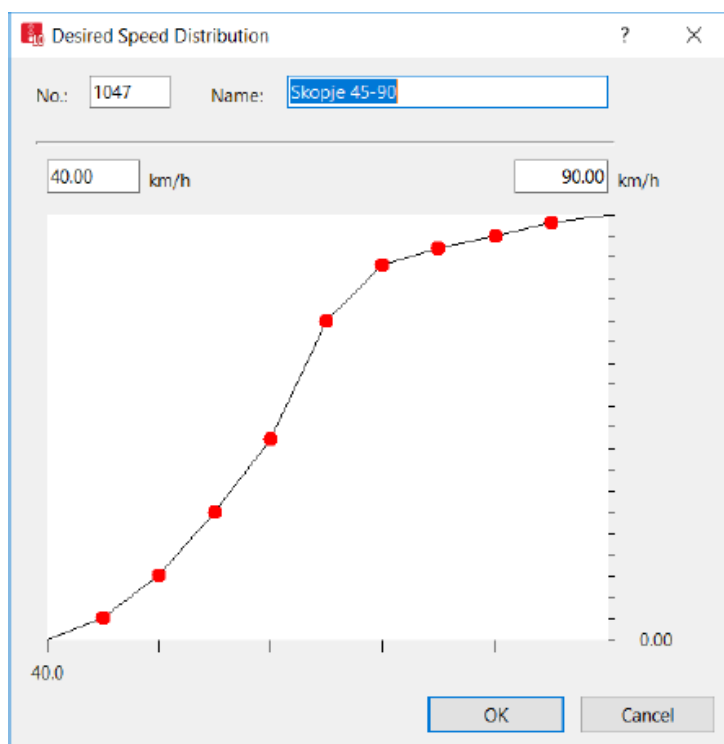 Desired Speed Distribution ?
No.: 1047 Name: Skopje 45-90
40.00 km/h 90.00 km/h
0.00
40.0
OK Cancel